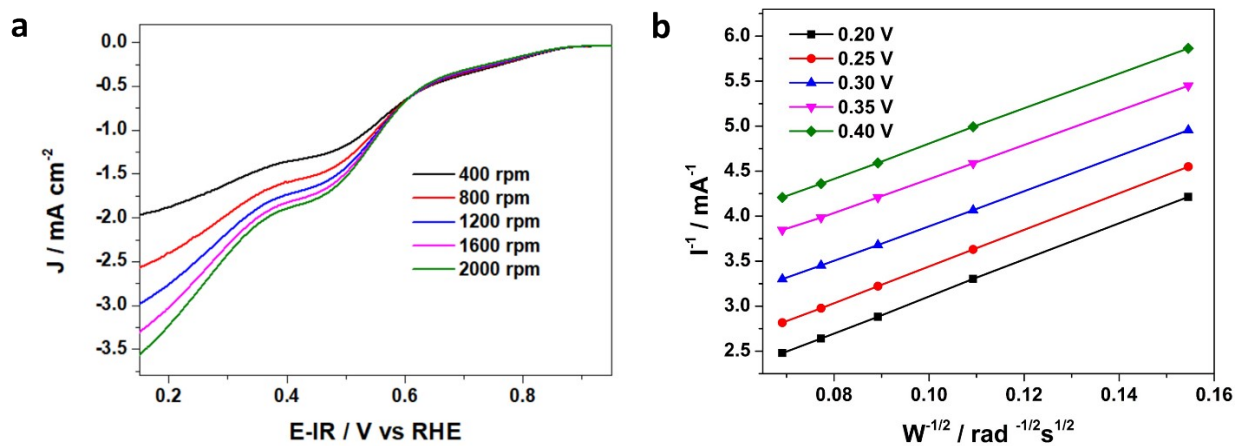 a
0.0
-0.5
-1.0
-1.5
-2.0
-2.5
-3.0
-3.5
J / mA cm⁻²
400 rpm
800 rpm
1200 rpm
1600 rpm
2000 rpm
0.2 0.4 0.6 0.8
E-IR / V vs RHE
b
6.0
5.5
5.0
4.5
4.0
3.5
3.0
2.5
I⁻¹ / mA⁻¹
0.20 V
0.25 V
0.30 V
0.35 V
0.40 V
0.08 0.10 0.12 0.14 0.16
W⁻¹/² / rad ⁻¹/²s¹/²